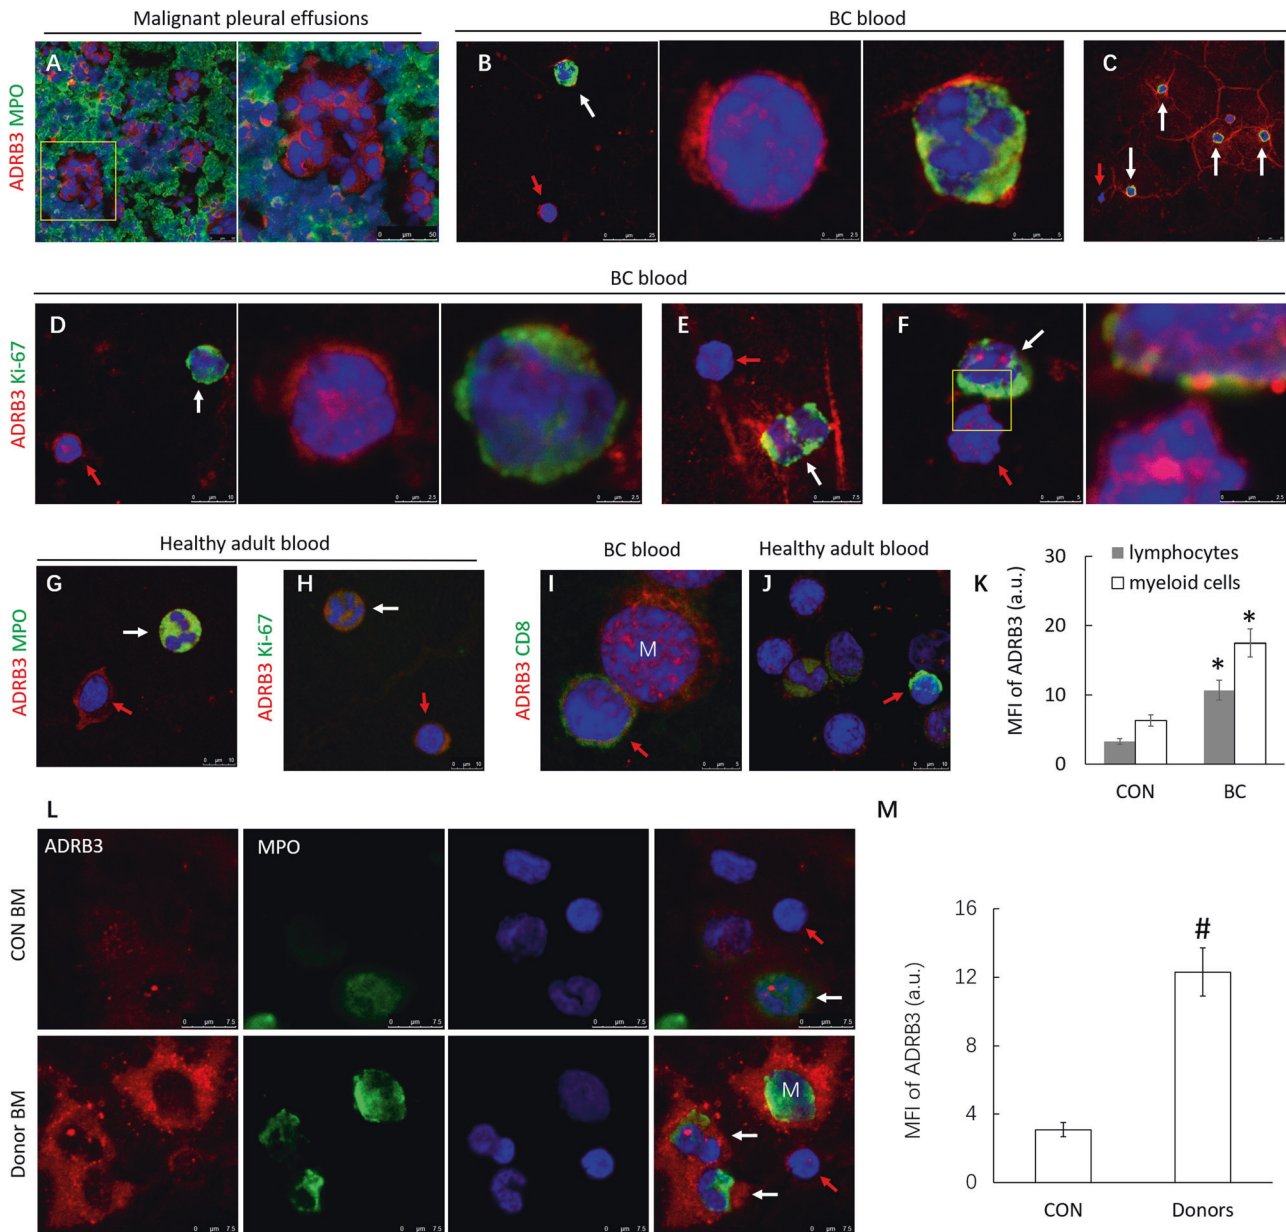 Malignant pleural effusions
BC blood
ADRB3 MPO
A
50
B
0 µm 25
0 µm 2.5
0 µm 5
C
BC blood
ADRB3 Ki-67
D
0 µm 10
0 µm 2.5
0 µm 2.5
E
0 µm 7.5
F
0 µm 5
0 µm 2.5
Healthy adult blood
BC blood
Healthy adult blood
ADRB3 MPO
G
0 µm 10
ADRB3 Ki-67
H
0 µm 10
ADRB3 CD8
I
M
0 µm 5
J
0 µm 10
K
MFI of ADRB3 (a.u.)
30
20
10
0
lymphocytes
myeloid cells
*
*
CON
BC
L
CON BM
ADRB3
MPO
0 µm 7.5
0 µm 7.5
0 µm 7.5
0 µm 7.5
Donor BM
M
0 µm 7.5
0 µm 7.5
0 µm 7.5
0 µm 7.5
M
MFI of ADRB3 (a.u.)
16
12
8
4
0
#
CON
Donors